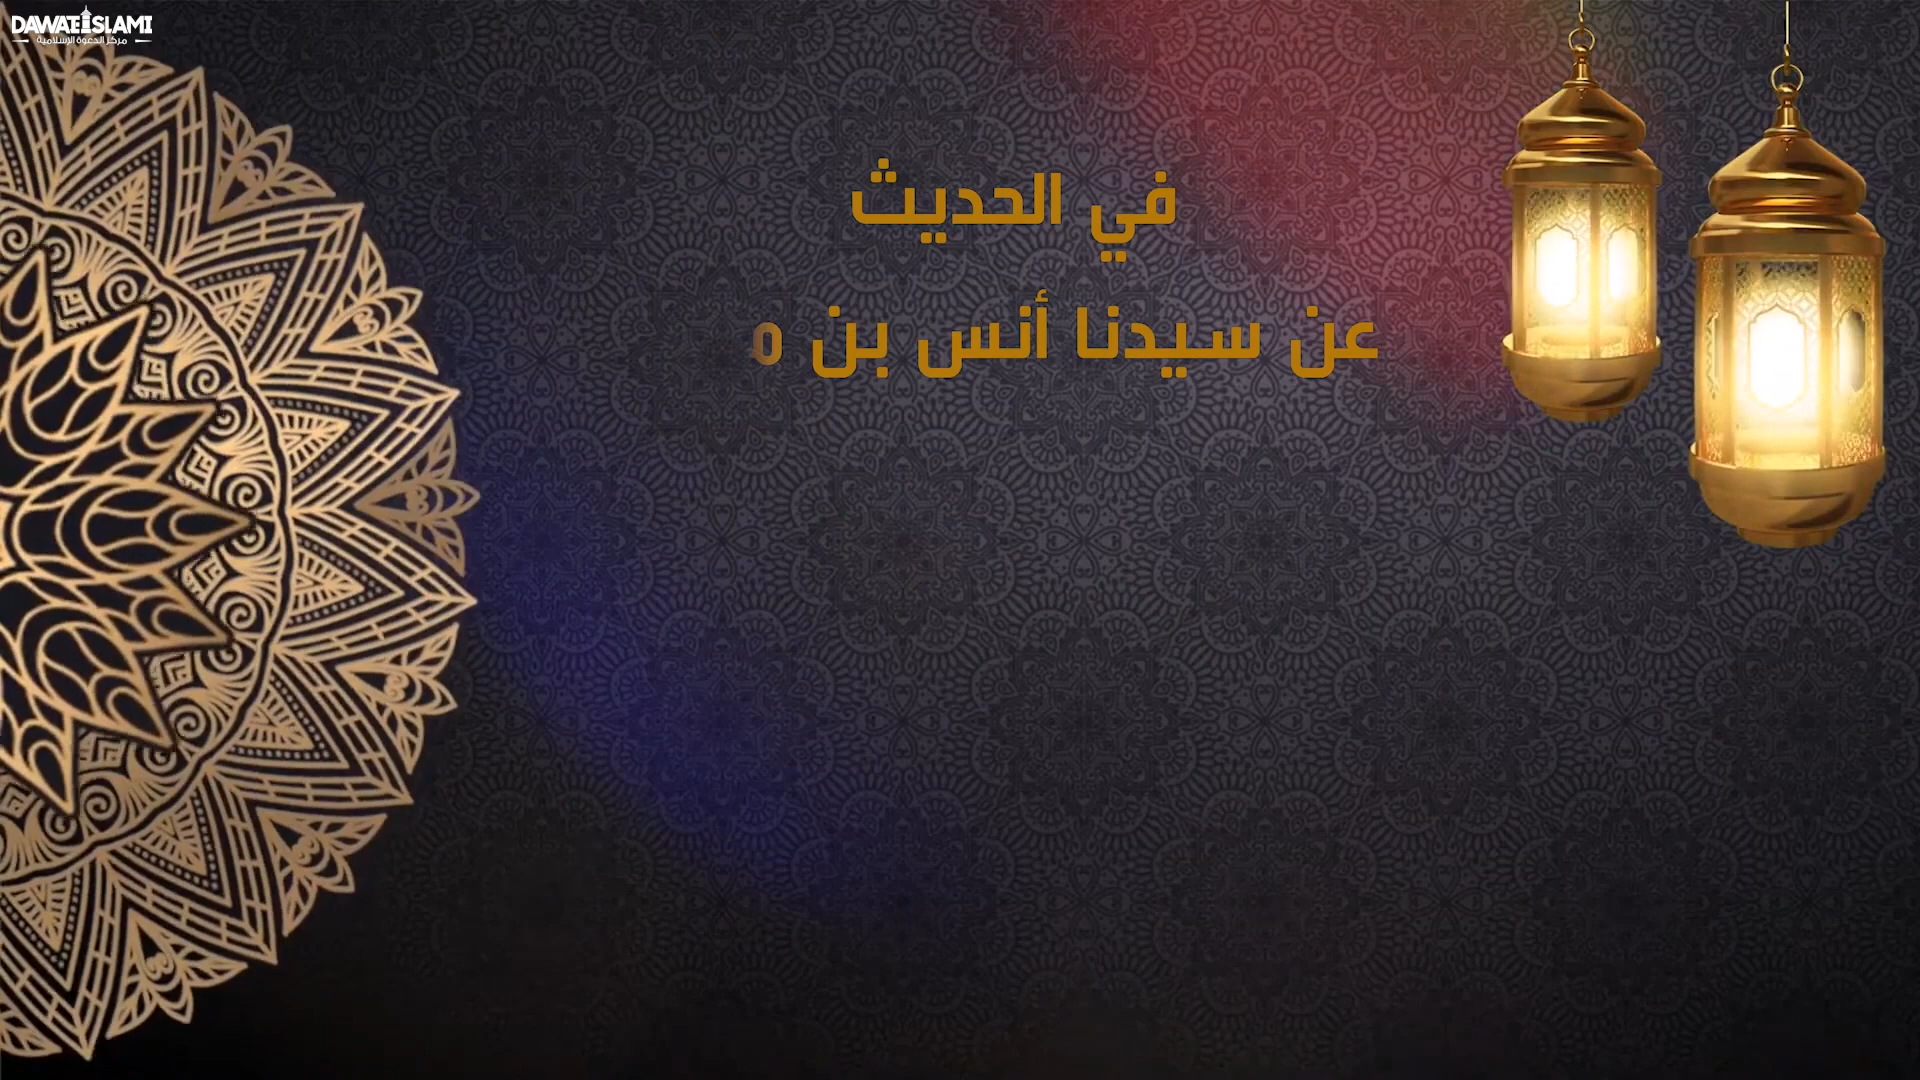 DAWATEISLAMI
مركز الدعوة الإسلامية
في الحديث
عن سيدنا أنس بن